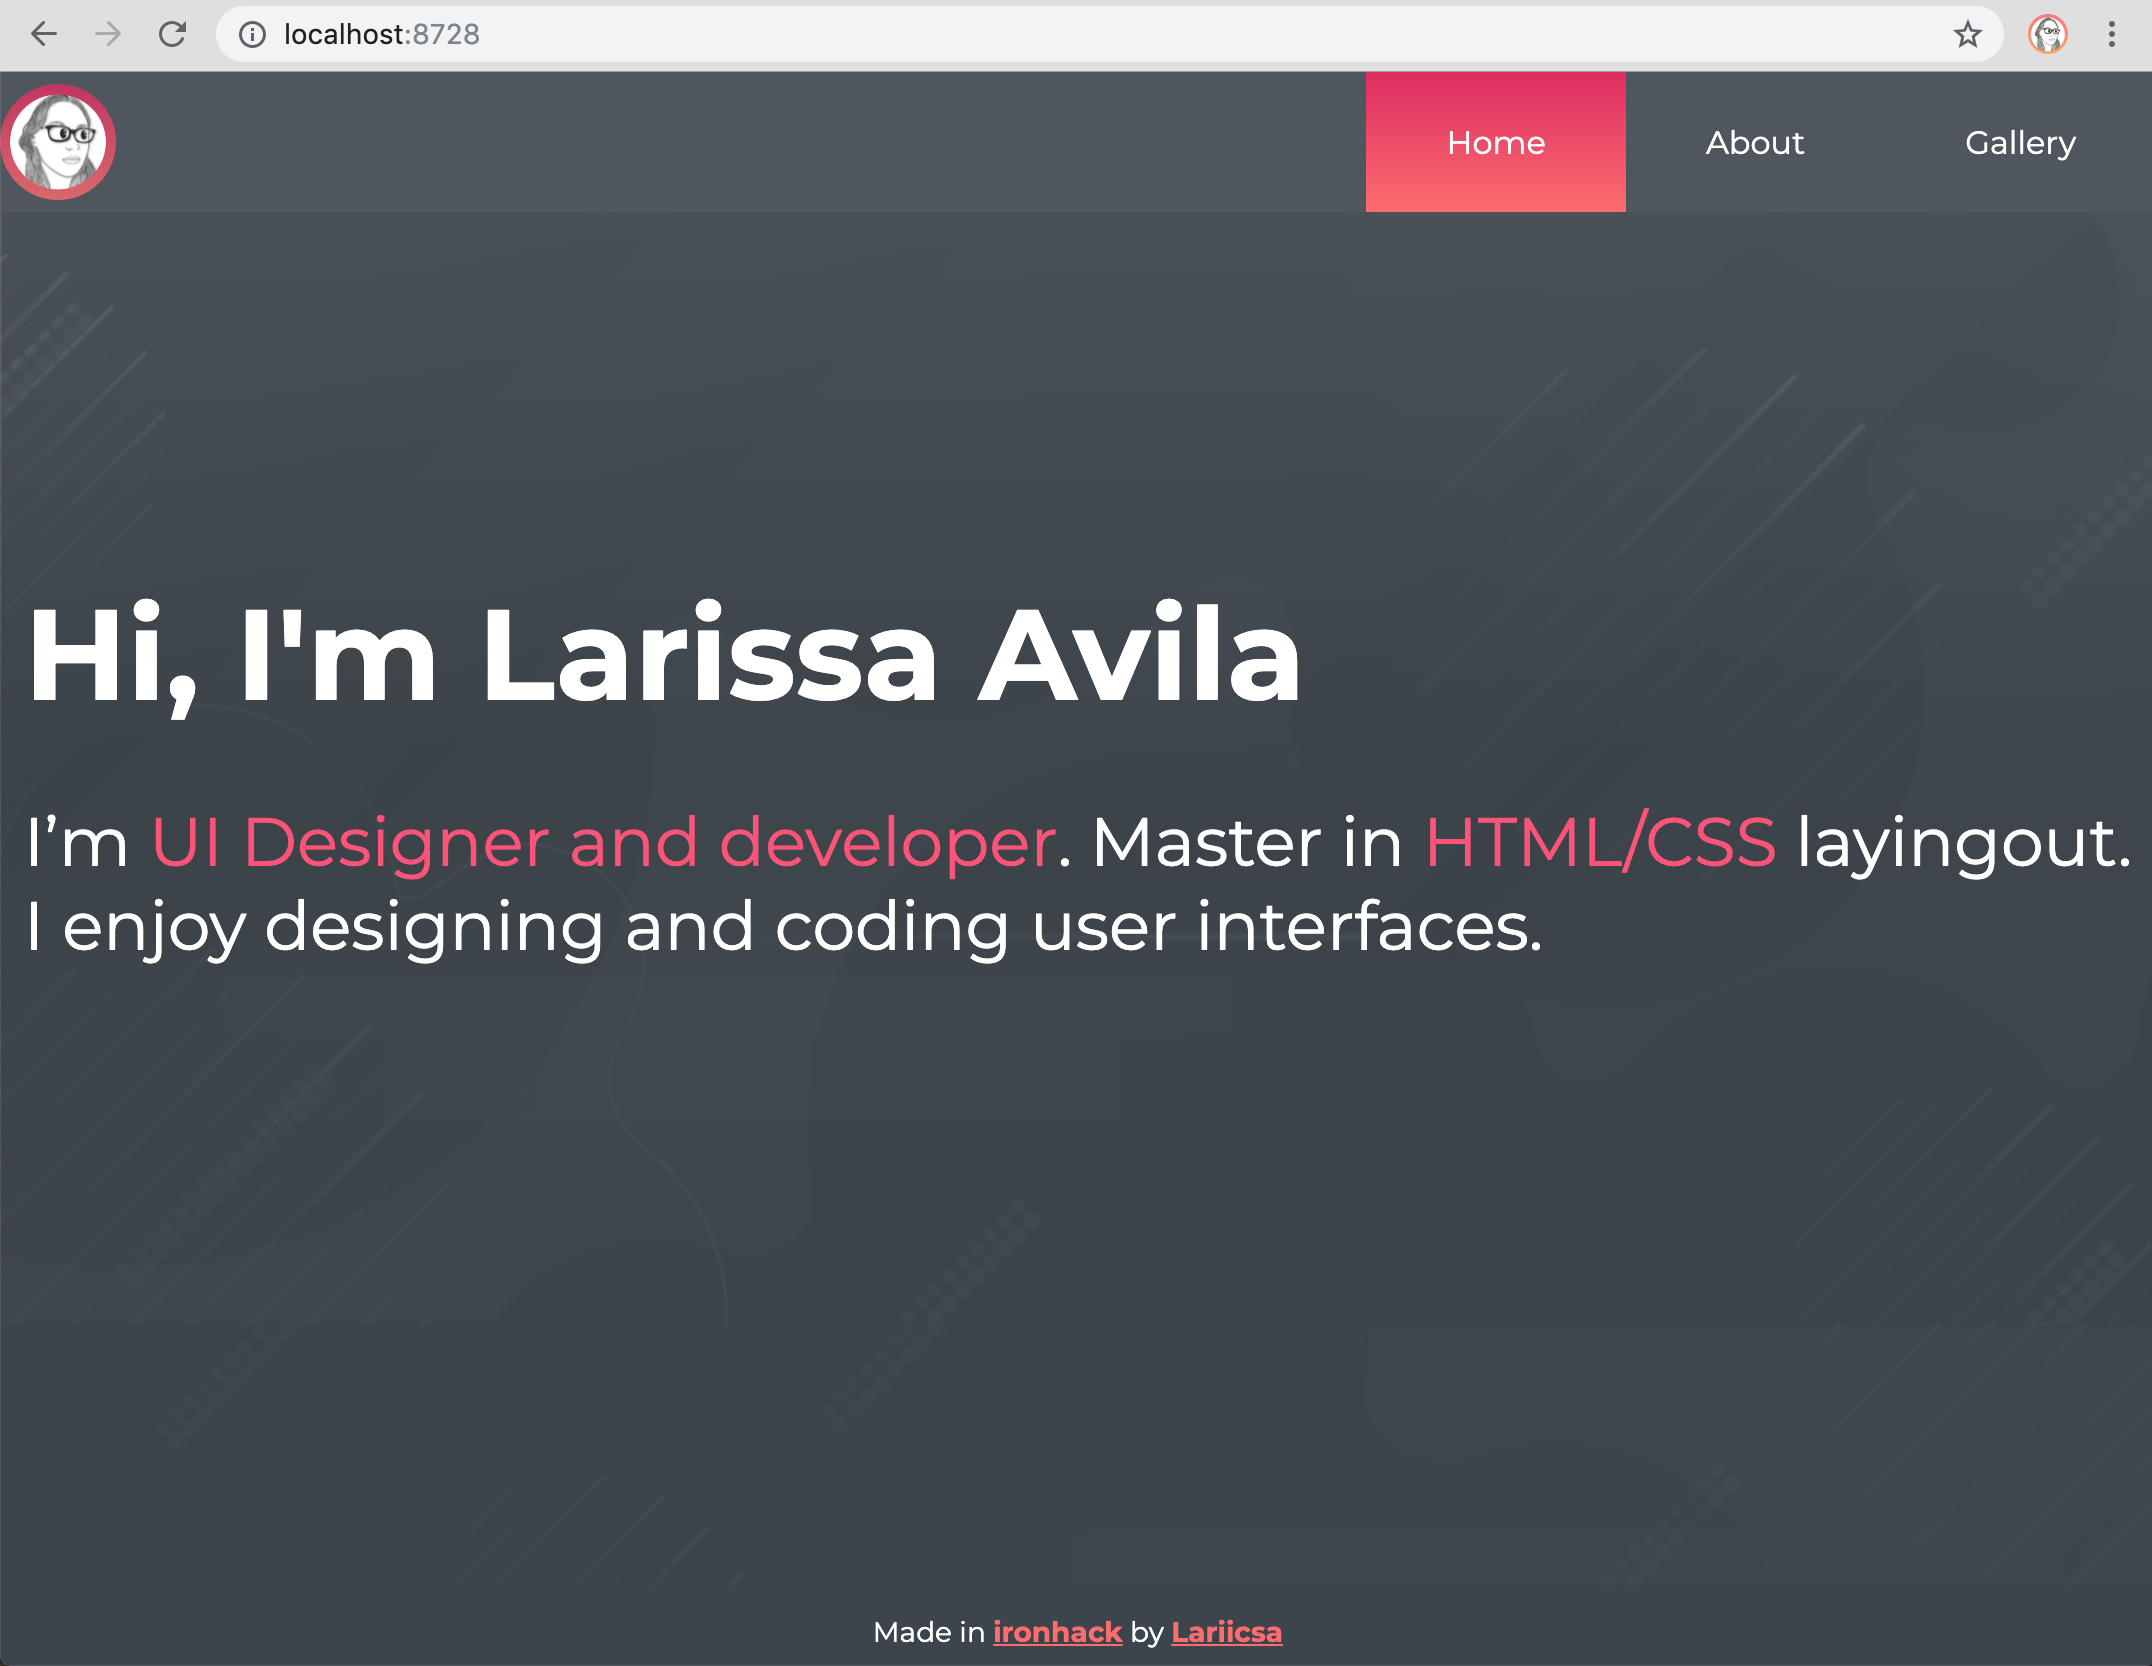 localhost:8728
Home About Gallery
Hi, I'm Larissa Avila
I’m UI Designer and developer. Master in HTML/CSS layingout.
I enjoy designing and coding user interfaces.
Made in ironhack by Lariicsa